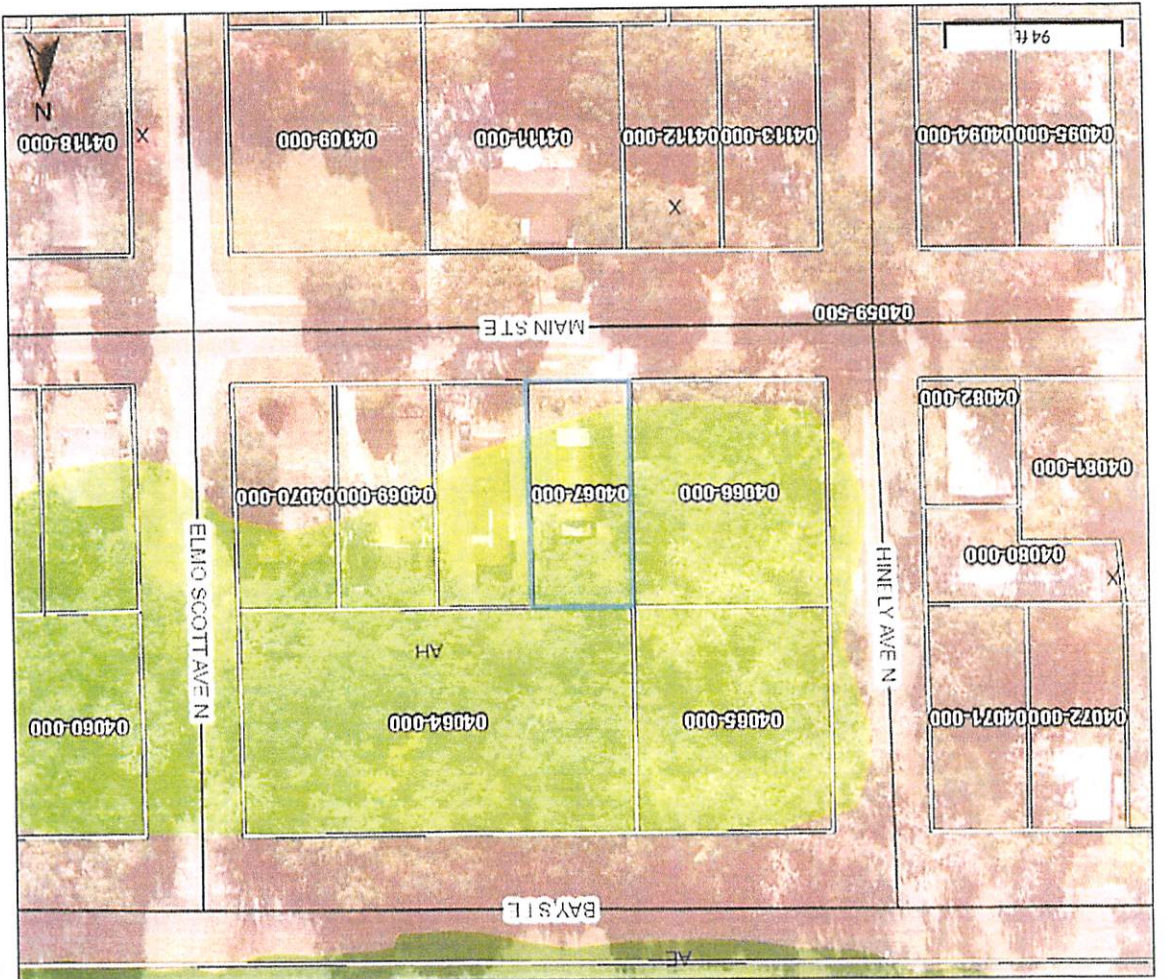 AE
BAY ST E
04072-000
04071-000
04065-000
04064-000
04060-000
AH
HINELY AVE N
ELMO SCOTT AVE N
X
04080-000
04081-000
04082-000
04066-000
04067-000
04069-000
04070-000
04059-500
MAIN ST E
X
04095-000
04094-000
04113-000
04112-000
04111-000
04109-000
X
04118-000
N
94 ft